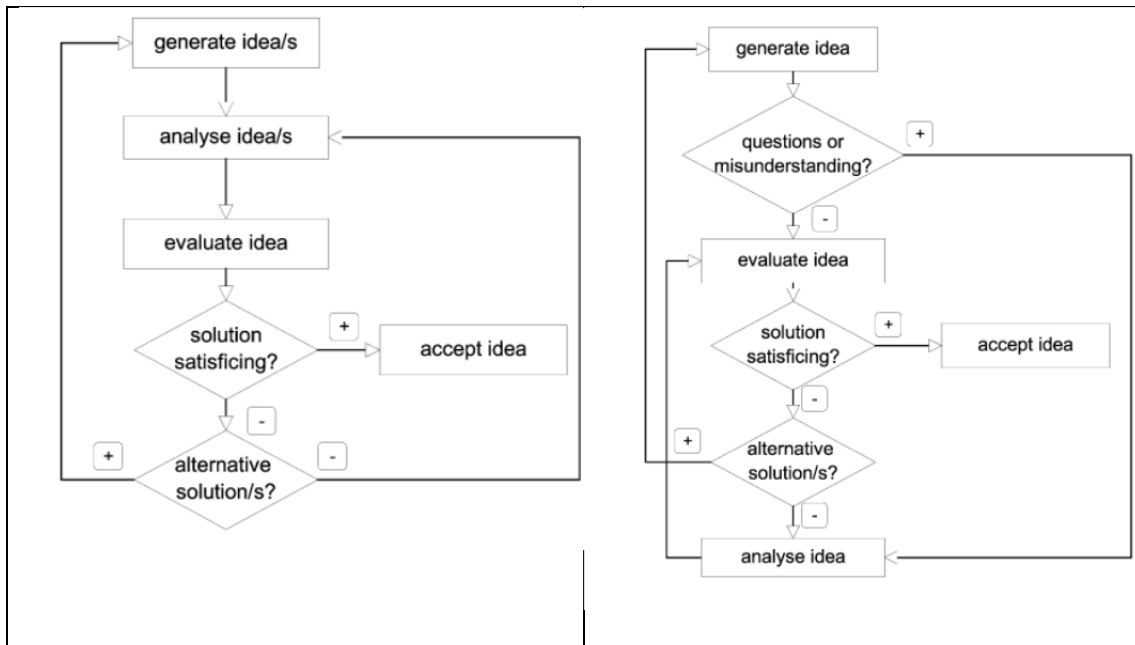 generate idea/s
analyse idea/s
evaluate idea
solution
satisficing?
+
accept idea
-
+
alternative
solution/s?
-
generate idea
questions or
misunderstanding?
+
-
evaluate idea
solution
satisficing?
+
accept idea
-
+
alternative
solution/s?
-
analyse idea